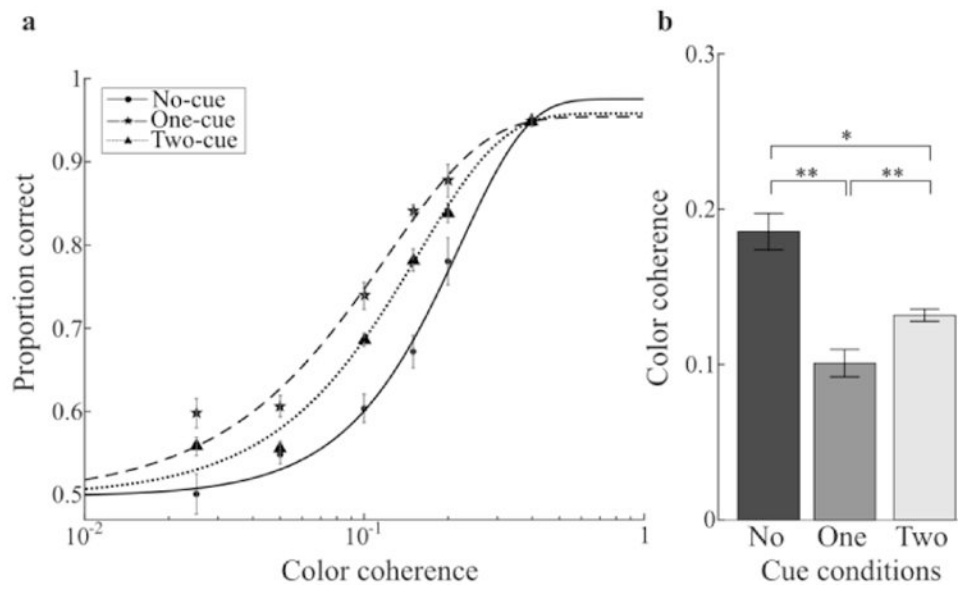 a
1
0.9
0.8
0.7
0.6
0.5
Proportion correct
No-cue
One-cue
Two-cue
10-2
10-1
1
Color coherence
b
0.3
0.2
0.1
0
Color coherence
*
** **
No One Two
Cue conditions